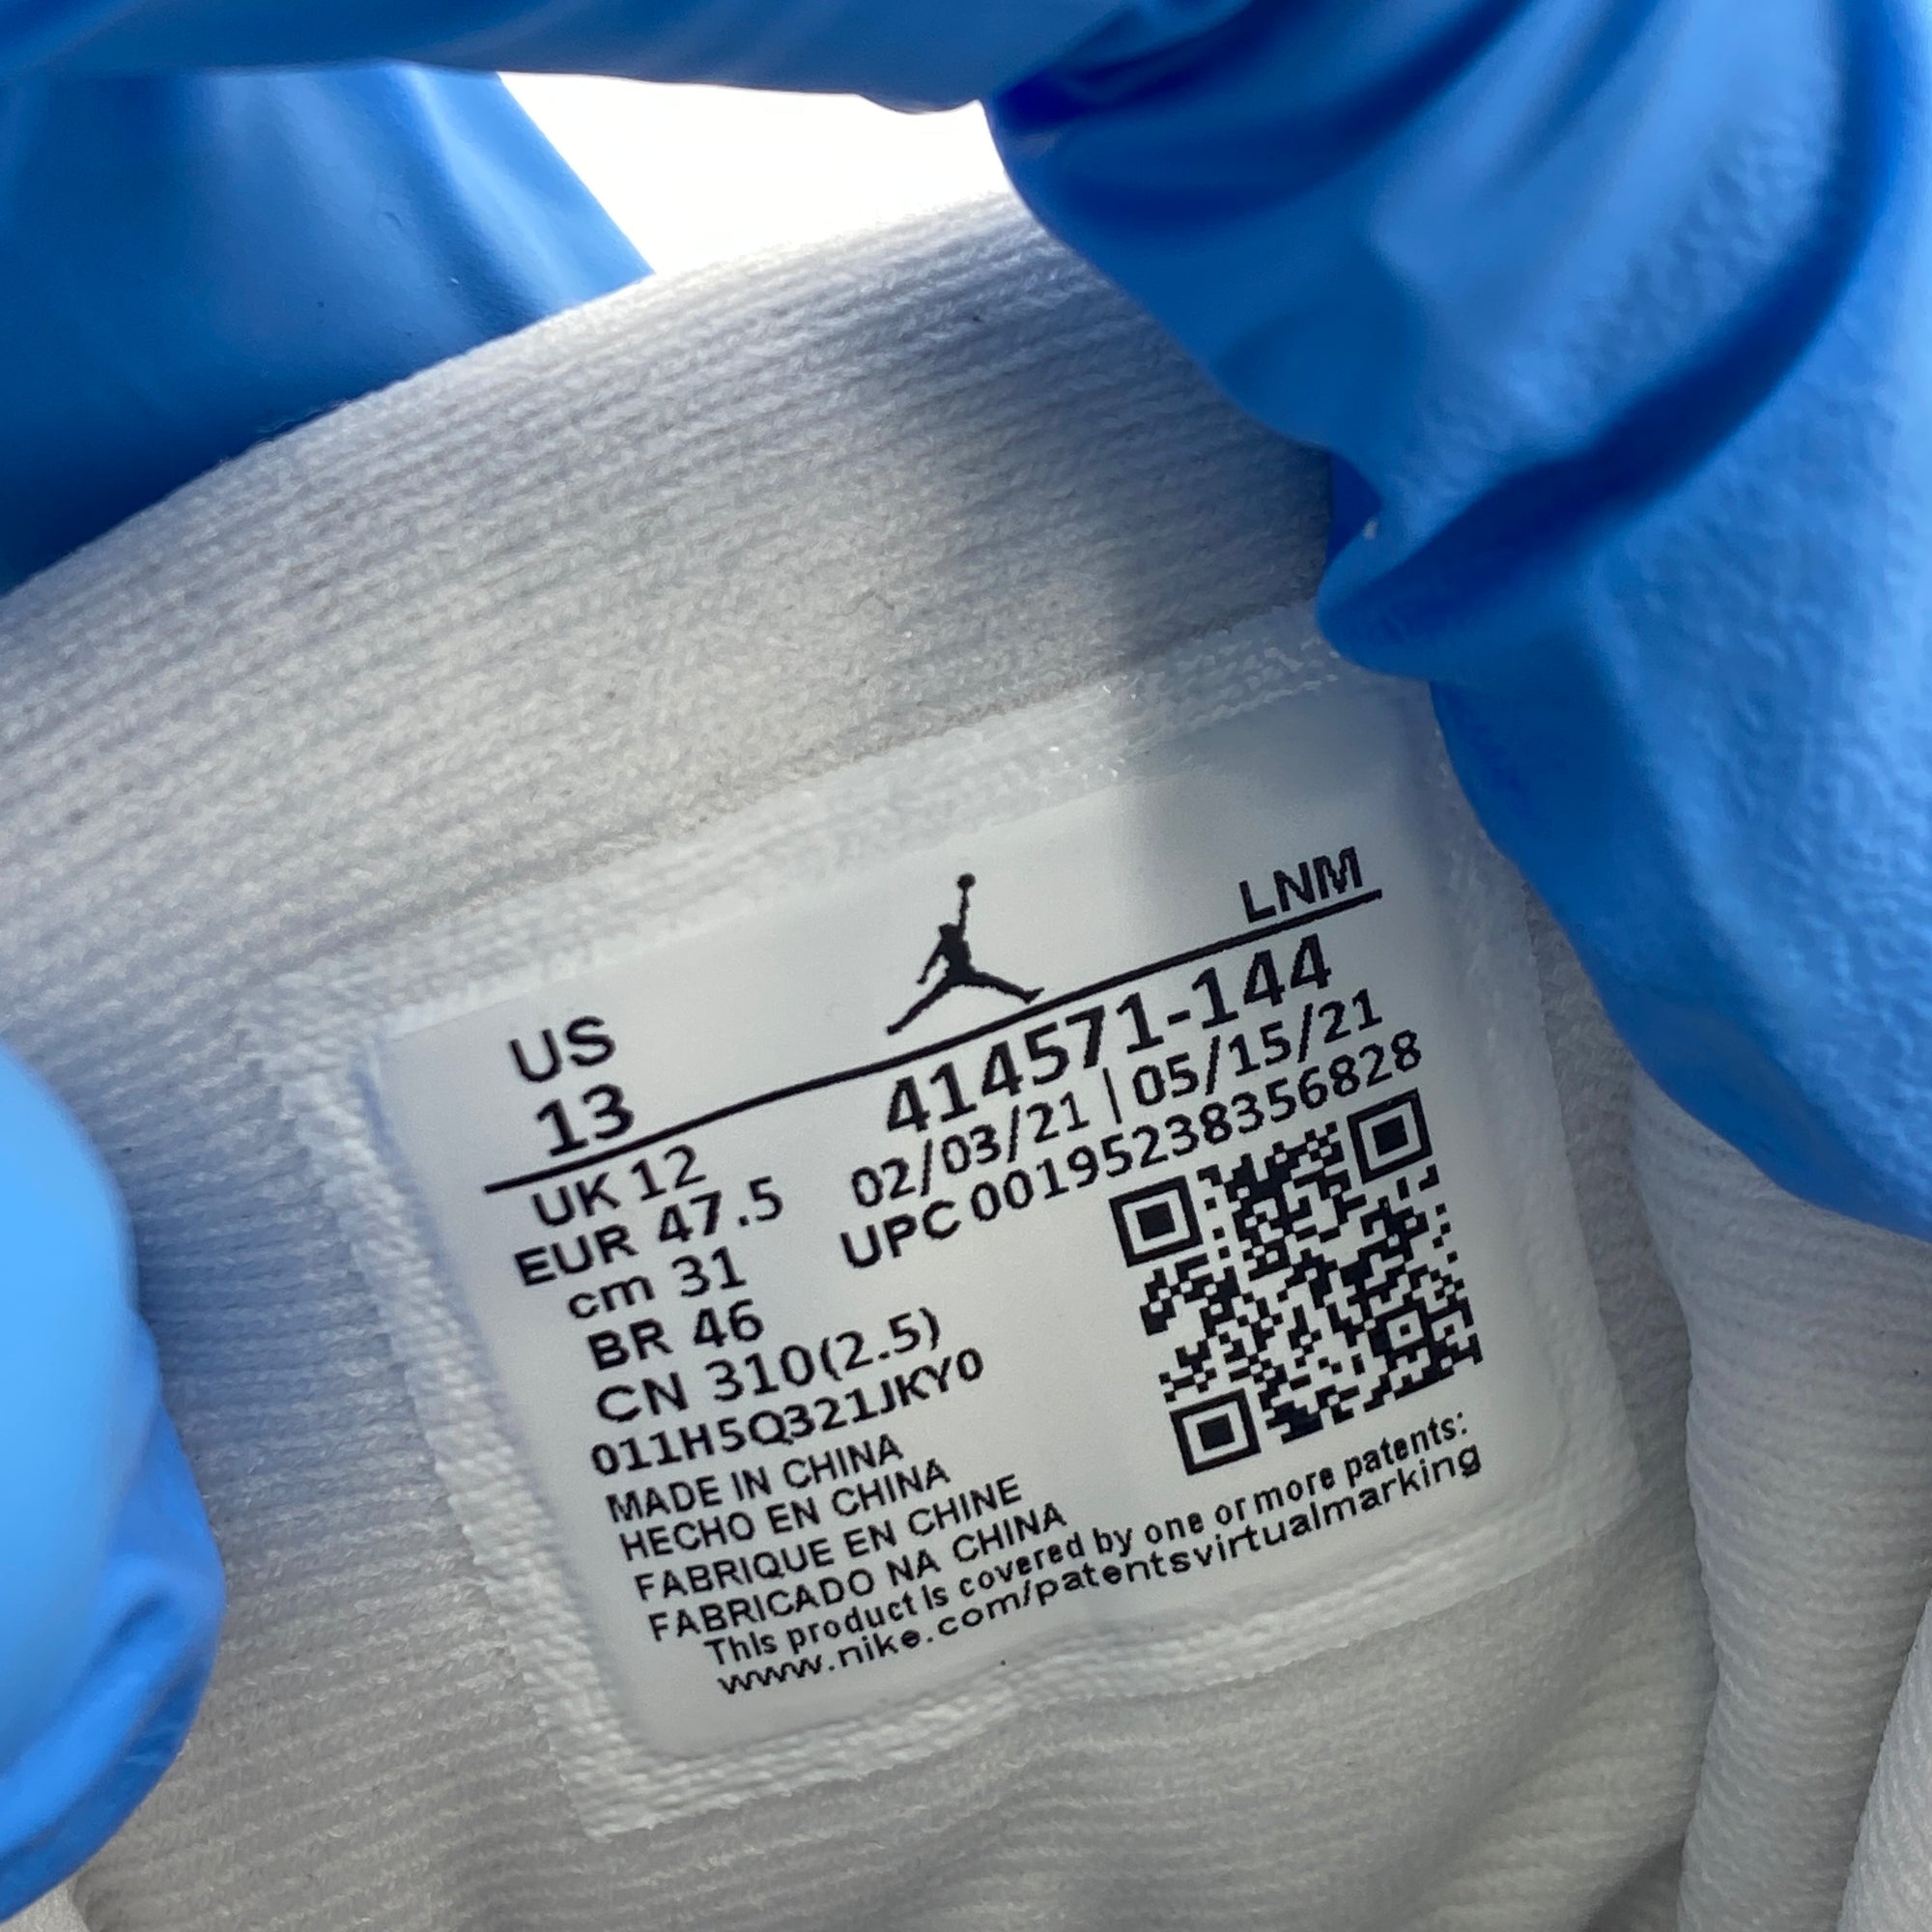 LNM
US
13
414571-144
02/03/21 | 05/15/21
UPC 00195238356828
UK 12
EUR 47.5
cm 31
BR 46
CN 310(2.5)
011H5Q321JKY0
MADE IN CHINA
HECHO EN CHINA
FABRIQUE EN CHINE
FABRICADO NA CHINA
This product is covered by one or more patents:
www.nike.com/patentsvirtualmarking